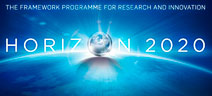 THE FRAMEWORK PROGRAMME FOR RESEARCH AND INNOVATION
HORIZON 2020